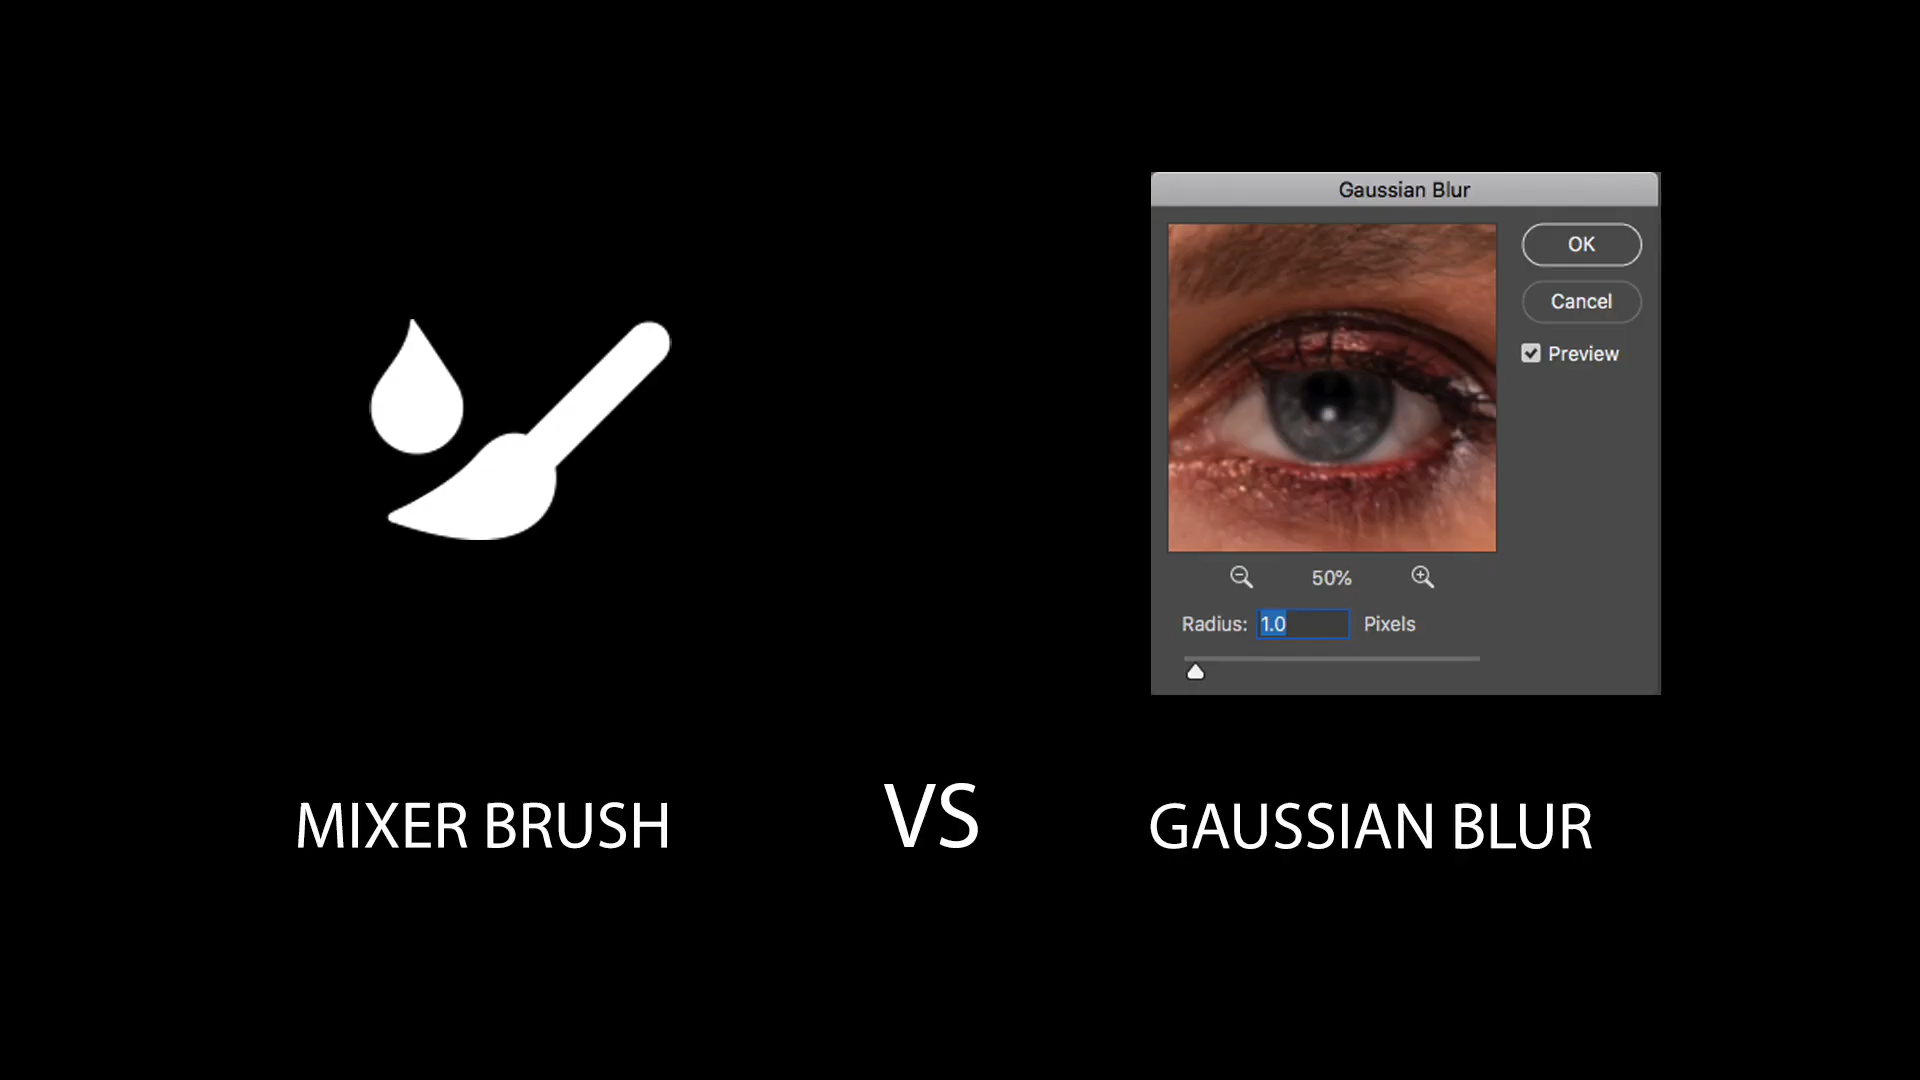 Gaussian Blur
OK
Cancel
Preview
50%
Radius: 1.0 Pixels
MIXER BRUSH VS GAUSSIAN BLUR